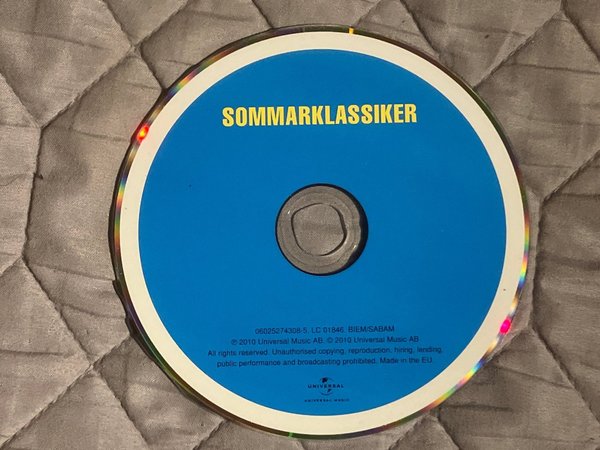 SOMMARKLASSIKER
06025274308-5, LC 01846, BIEM/SABAM
℗ 2010 Universal Music AB, © 2010 Universal Music AB
All rights reserved. Unauthorised copying, reproduction, hiring, lending,
public performance and broadcasting prohibited. Made in the EU.
UNIVERSAL
UNIVERSAL MUSIC